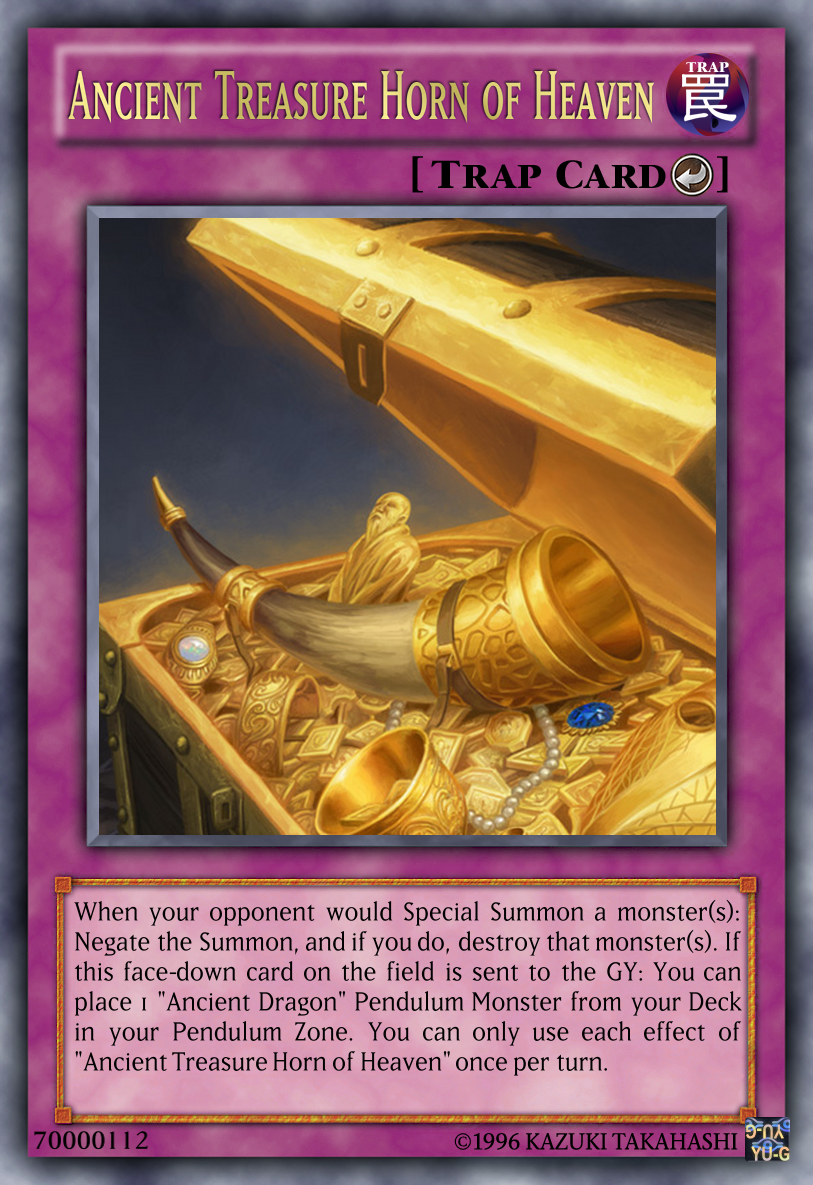 ANCIENT TREASURE HORN OF HEAVEN
TRAP
罠
[TRAP CARD]
When your opponent would Special Summon a monster(s):
Negate the Summon, and if you do, destroy that monster(s). If
this face-down card on the field is sent to the GY: You can
place 1 "Ancient Dragon" Pendulum Monster from your Deck
in your Pendulum Zone. You can only use each effect of
"Ancient Treasure Horn of Heaven" once per turn.
70000112
©1996 KAZUKI TAKAHASHI
YU-G
YU-G